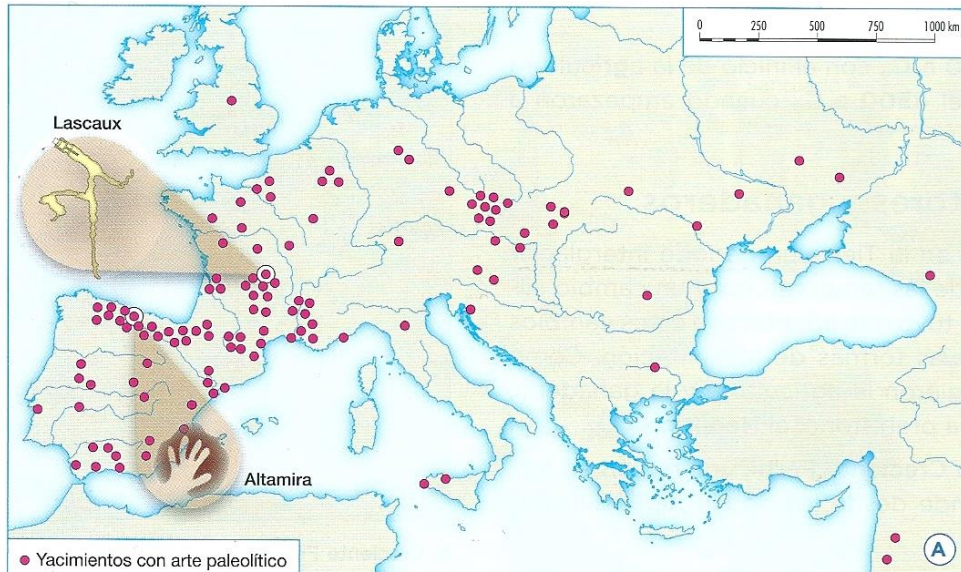 0 250 500 750 1000 km
Lascaux
Altamira
Yacimientos con arte paleolítico
A